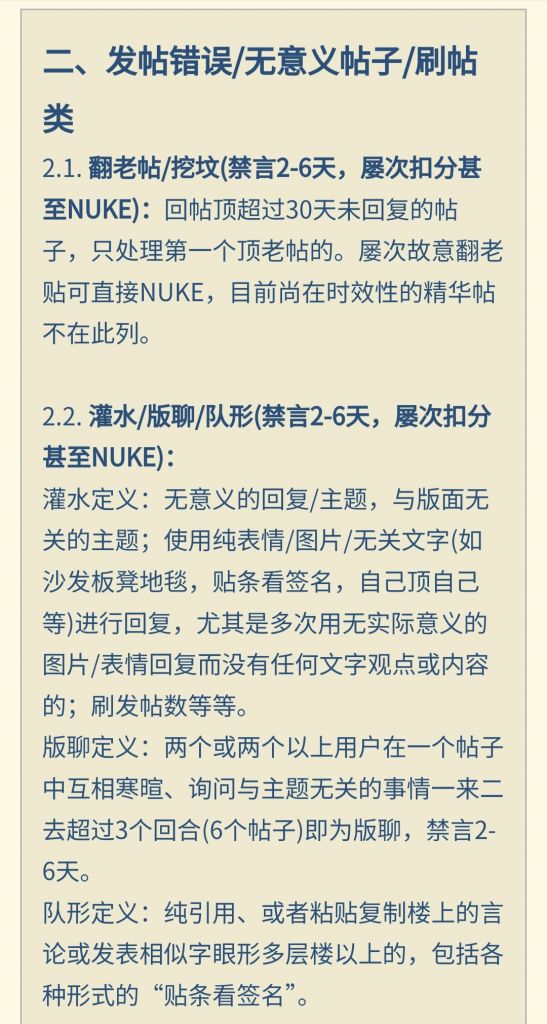 二、发帖错误/无意义帖子/刷帖
类
2.1. 翻老帖/挖坟(禁言2-6天，屡次扣分甚
至NUKE)：回帖顶超过30天未回复的帖
子，只处理第一个顶老帖的。屡次故意翻老
贴可直接NUKE，目前尚在时效性的精华帖
不在此列。
2.2. 灌水/版聊/队形(禁言2-6天，屡次扣分
甚至NUKE)：
灌水定义：无意义的回复/主题，与版面无
关的主题；使用纯表情/图片/无关文字(如
沙发板凳地毯，贴条看签名，自己顶自己
等)进行回复，尤其是多次用无实际意义的
图片/表情回复而没有任何文字观点或内容
的；刷发帖数等等。
版聊定义：两个或两个以上用户在一个帖子
中互相寒暄、询问与主题无关的事情一来二
去超过3个回合(6个帖子)即为版聊，禁言2-
6天。
队形定义：纯引用、或者粘贴复制楼上的言
论或发表相似字眼形多层楼以上的，包括各
种形式的“贴条看签名”。